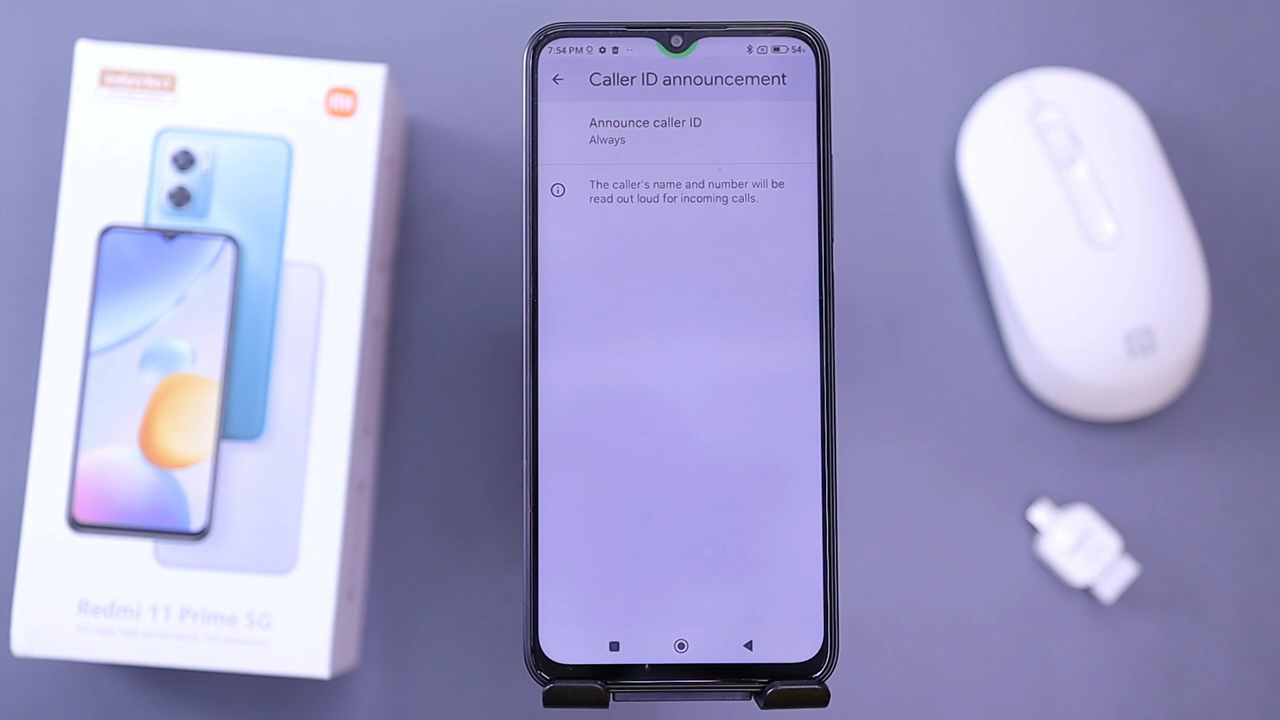 7:54 PM
54%
Caller ID announcement
Announce caller ID
Always
The caller's name and number will be
read out loud for incoming calls.
Redmi 11 Prime 5G